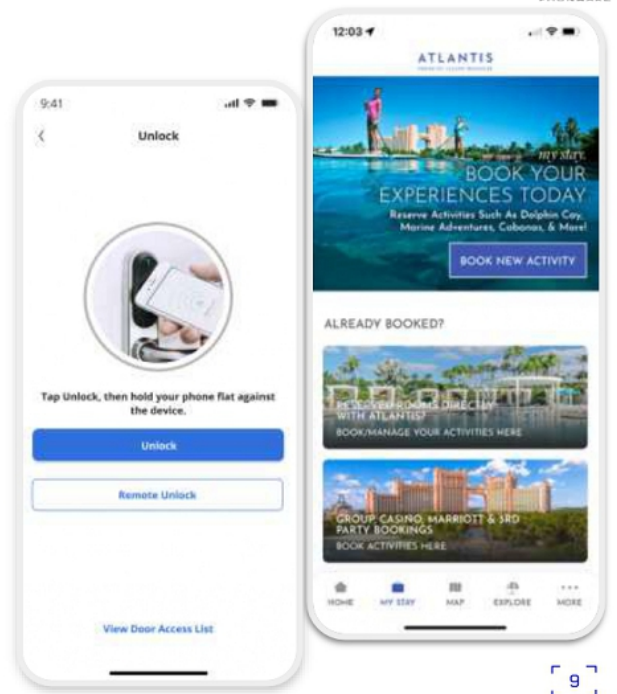 9:41
Unlock
Tap Unlock, then hold your phone flat against
the device.
Unlock
Remote Unlock
View Door Access List
12:03
ATLANTIS
my stay.
BOOK YOUR
EXPERIENCES TODAY
Reserve Activities Such As Dolphin Cay,
Marine Adventures, Cabanas, & More!
BOOK NEW ACTIVITY
ALREADY BOOKED?
RESERVED ROOMS DIRECTLY
WITH ATLANTIS?
BOOK/MANAGE YOUR ACTIVITIES HERE
GROUP, CASINO, MARRIOTT & 3RD
PARTY BOOKINGS
BOOK ACTIVITIES HERE
HOME MY STAY MAP EXPLORE MORE
9